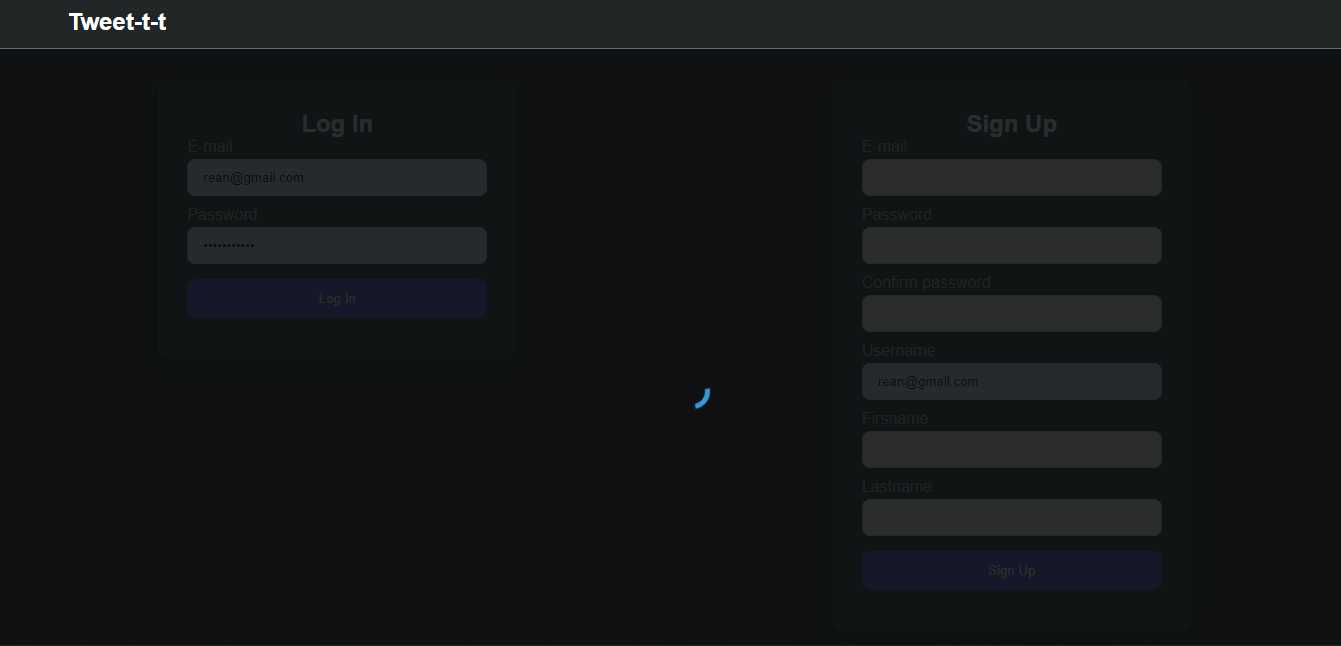 Tweet-t-t
Log In
E-mail
rean@gmail.com
Password
•••••••••••
Log In
Sign Up
E-mail
Password
Confirm password
Username
rean@gmail.com
Firsname
Lastname
Sign Up